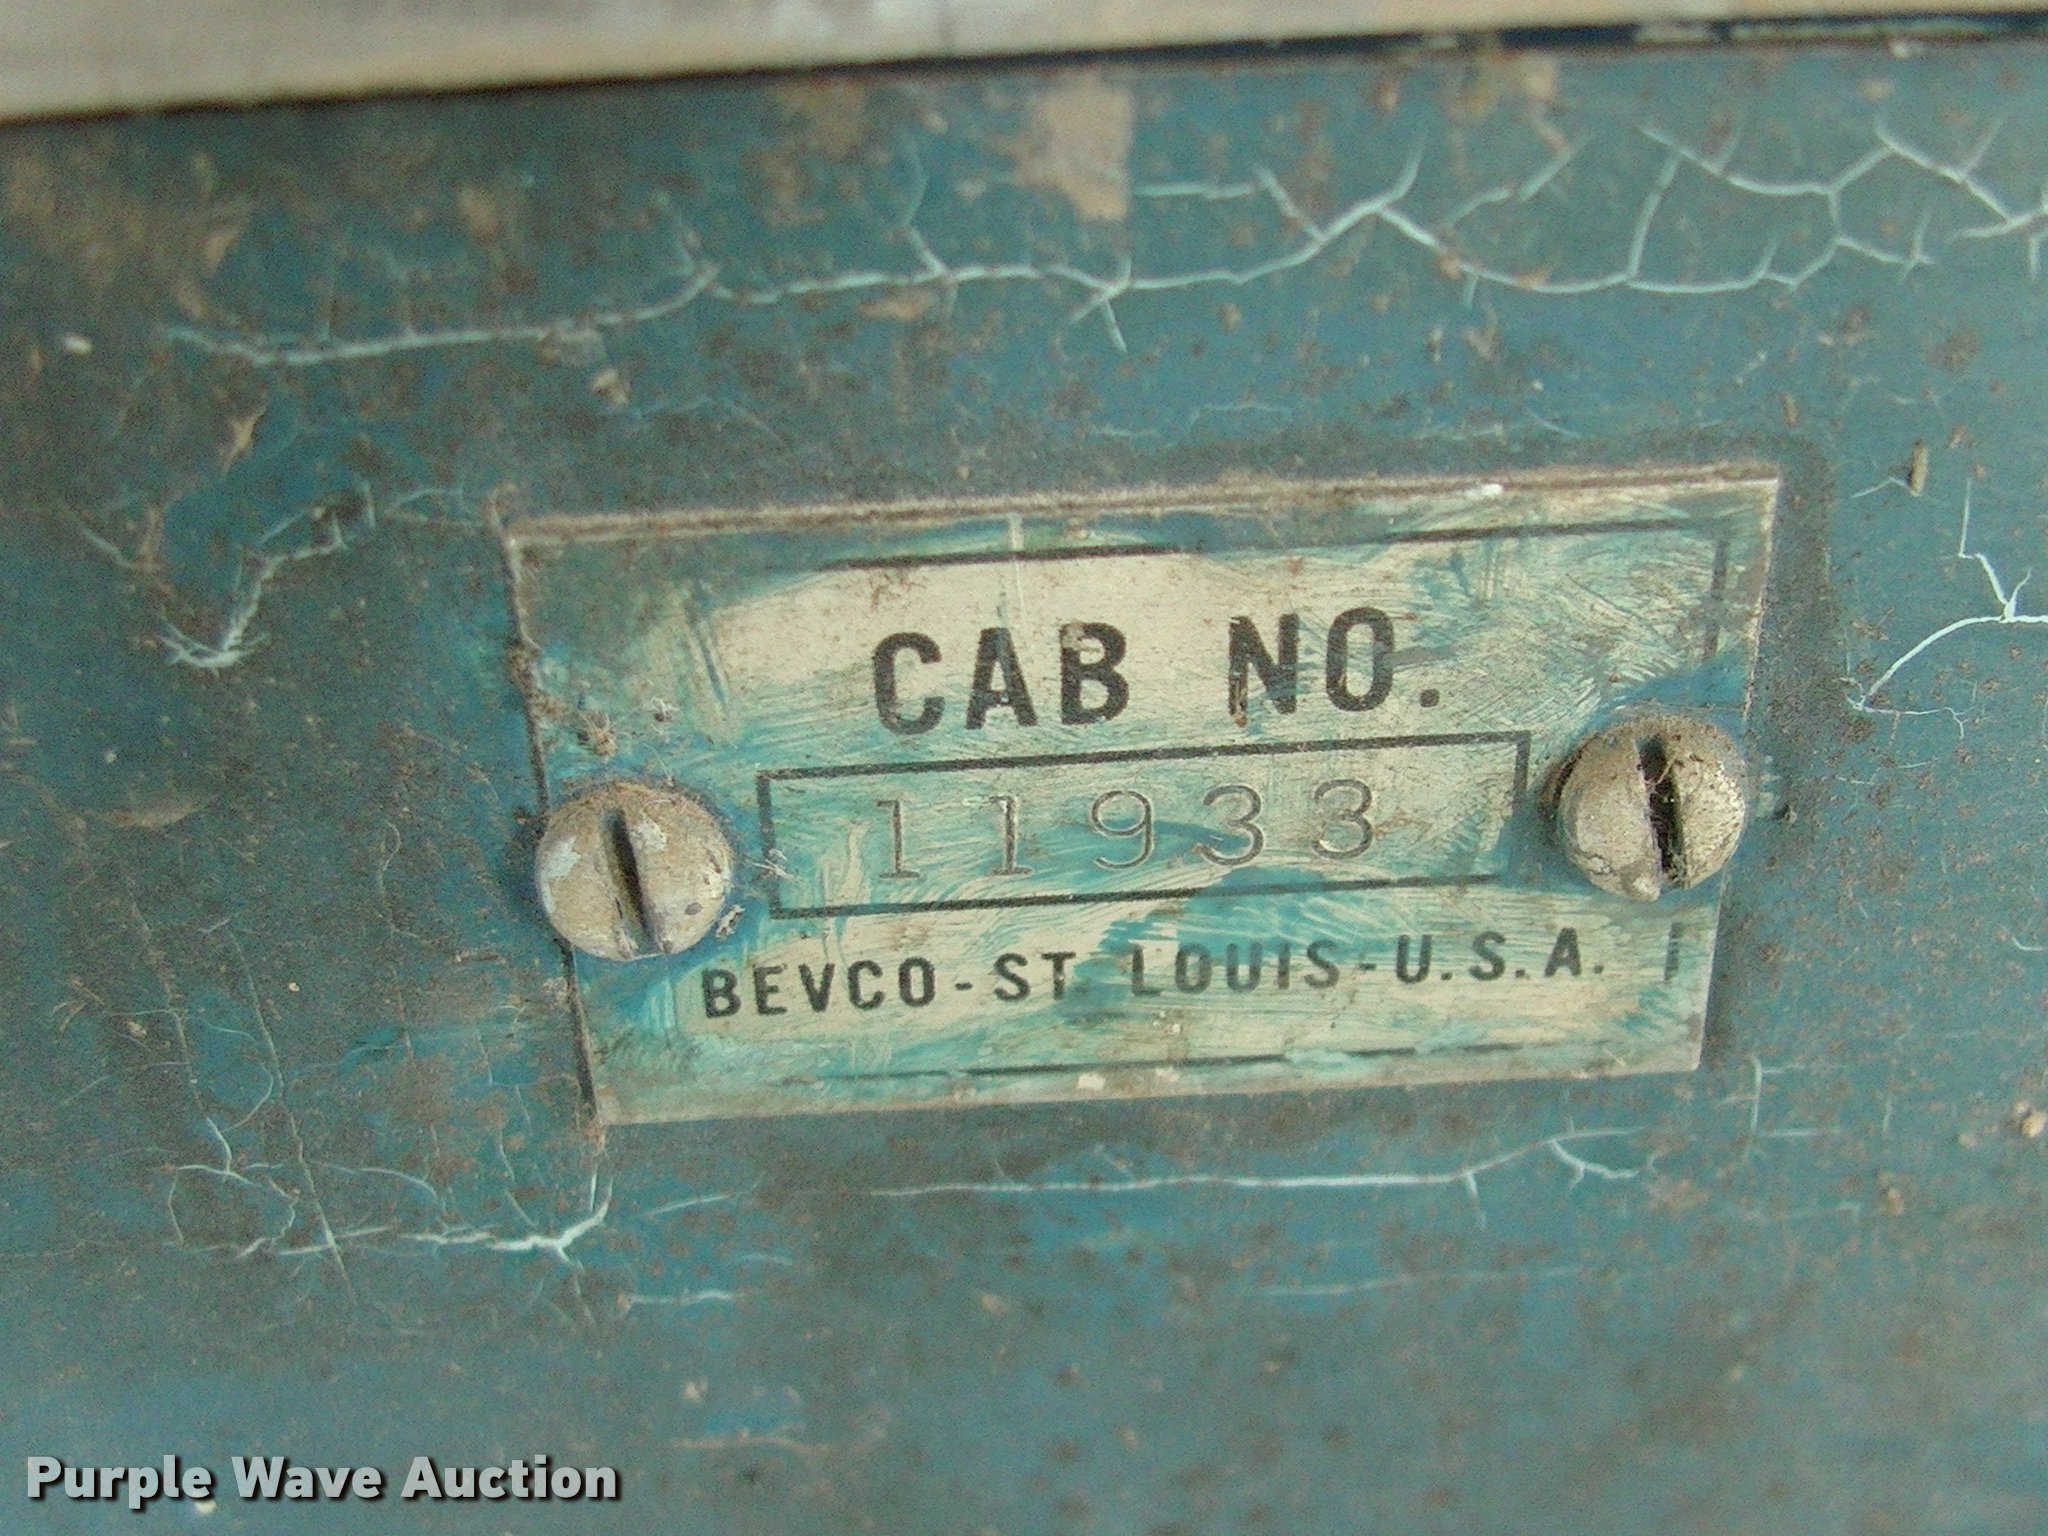 CAB NO.
11933
BEVCO-ST. LOUIS-U.S.A.
Purple Wave Auction